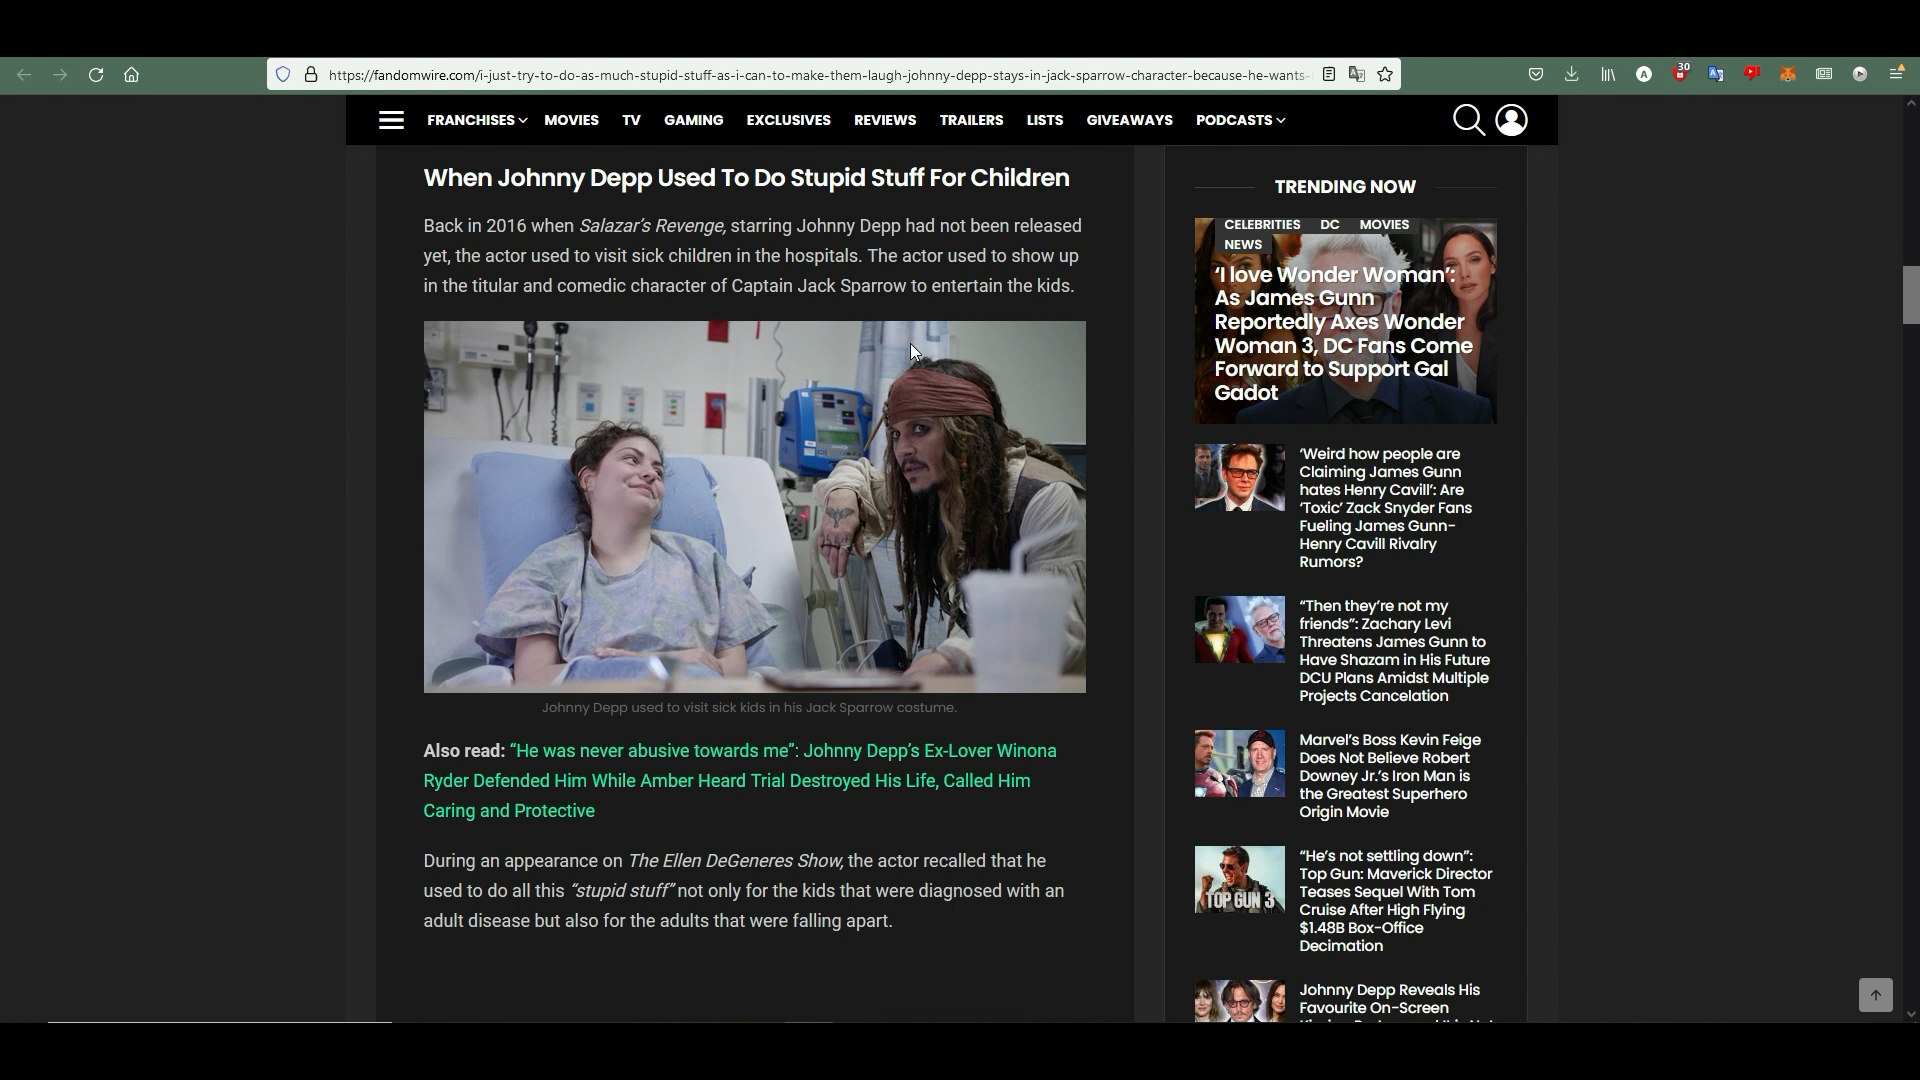 https://fandomwire.com/i-just-try-to-do-as-much-stupid-stuff-as-i-can-to-make-them-laugh-johnny-depp-stays-in-jack-sparrow-character-because-he-wants-
A
30
FRANCHISES MOVIES TV GAMING EXCLUSIVES REVIEWS TRAILERS LISTS GIVEAWAYS PODCASTS
When Johnny Depp Used To Do Stupid Stuff For Children
Back in 2016 when Salazar’s Revenge, starring Johnny Depp had not been released
yet, the actor used to visit sick children in the hospitals. The actor used to show up
in the titular and comedic character of Captain Jack Sparrow to entertain the kids.
Johnny Depp used to visit sick kids in his Jack Sparrow costume.
Also read: “He was never abusive towards me”: Johnny Depp’s Ex-Lover Winona
Ryder Defended Him While Amber Heard Trial Destroyed His Life, Called Him
Caring and Protective
During an appearance on The Ellen DeGeneres Show, the actor recalled that he
used to do all this “stupid stuff” not only for the kids that were diagnosed with an
adult disease but also for the adults that were falling apart.
TRENDING NOW
CELEBRITIES DC MOVIES
NEWS
‘I love Wonder Woman’:
As James Gunn
Reportedly Axes Wonder
Woman 3, DC Fans Come
Forward to Support Gal
Gadot
‘Weird how people are
Claiming James Gunn
hates Henry Cavill’: Are
‘Toxic’ Zack Snyder Fans
Fueling James Gunn-
Henry Cavill Rivalry
Rumors?
“Then they’re not my
friends”: Zachary Levi
Threatens James Gunn to
Have Shazam in His Future
DCU Plans Amidst Multiple
Projects Cancelation
Marvel’s Boss Kevin Feige
Does Not Believe Robert
Downey Jr.’s Iron Man is
the Greatest Superhero
Origin Movie
TOP GUN 3
“He’s not settling down”:
Top Gun: Maverick Director
Teases Sequel With Tom
Cruise After High Flying
$1.48B Box-Office
Decimation
Johnny Depp Reveals His
Favourite On-Screen